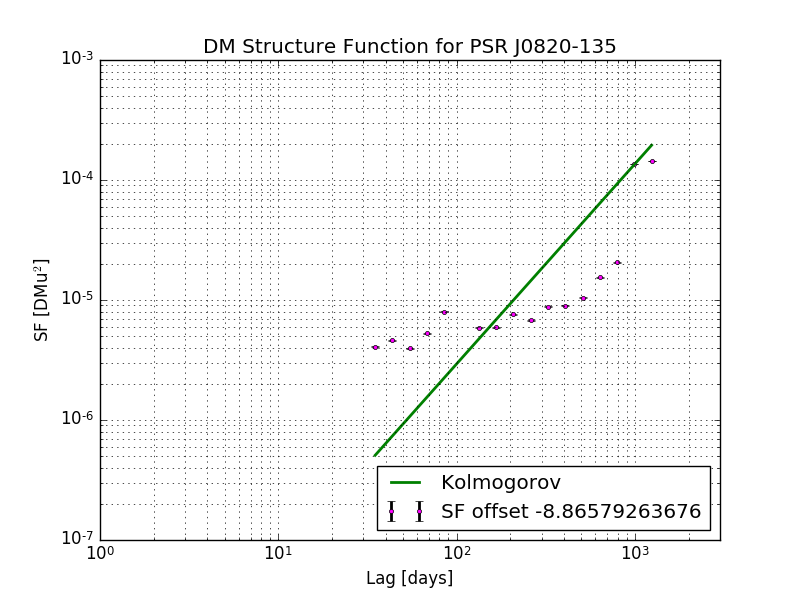 DM Structure Function for PSR J0820-135
10⁻³
10⁻⁴
10⁻⁵
10⁻⁶
10⁻⁷
SF [DMu²]
Kolmogorov
SF offset -8.86579263676
10⁰ 10¹ 10² 10³
Lag [days]